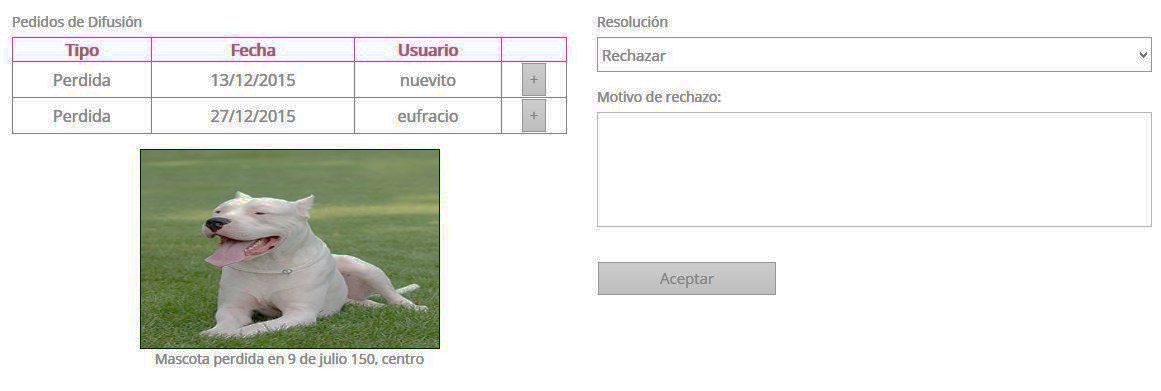 Pedidos de Difusión
Tipo Fecha Usuario
Perdida 13/12/2015 nuevito +
Perdida 27/12/2015 eufracio +
Mascota perdida en 9 de julio 150, centro
Resolución
Rechazar
Motivo de rechazo:
Aceptar